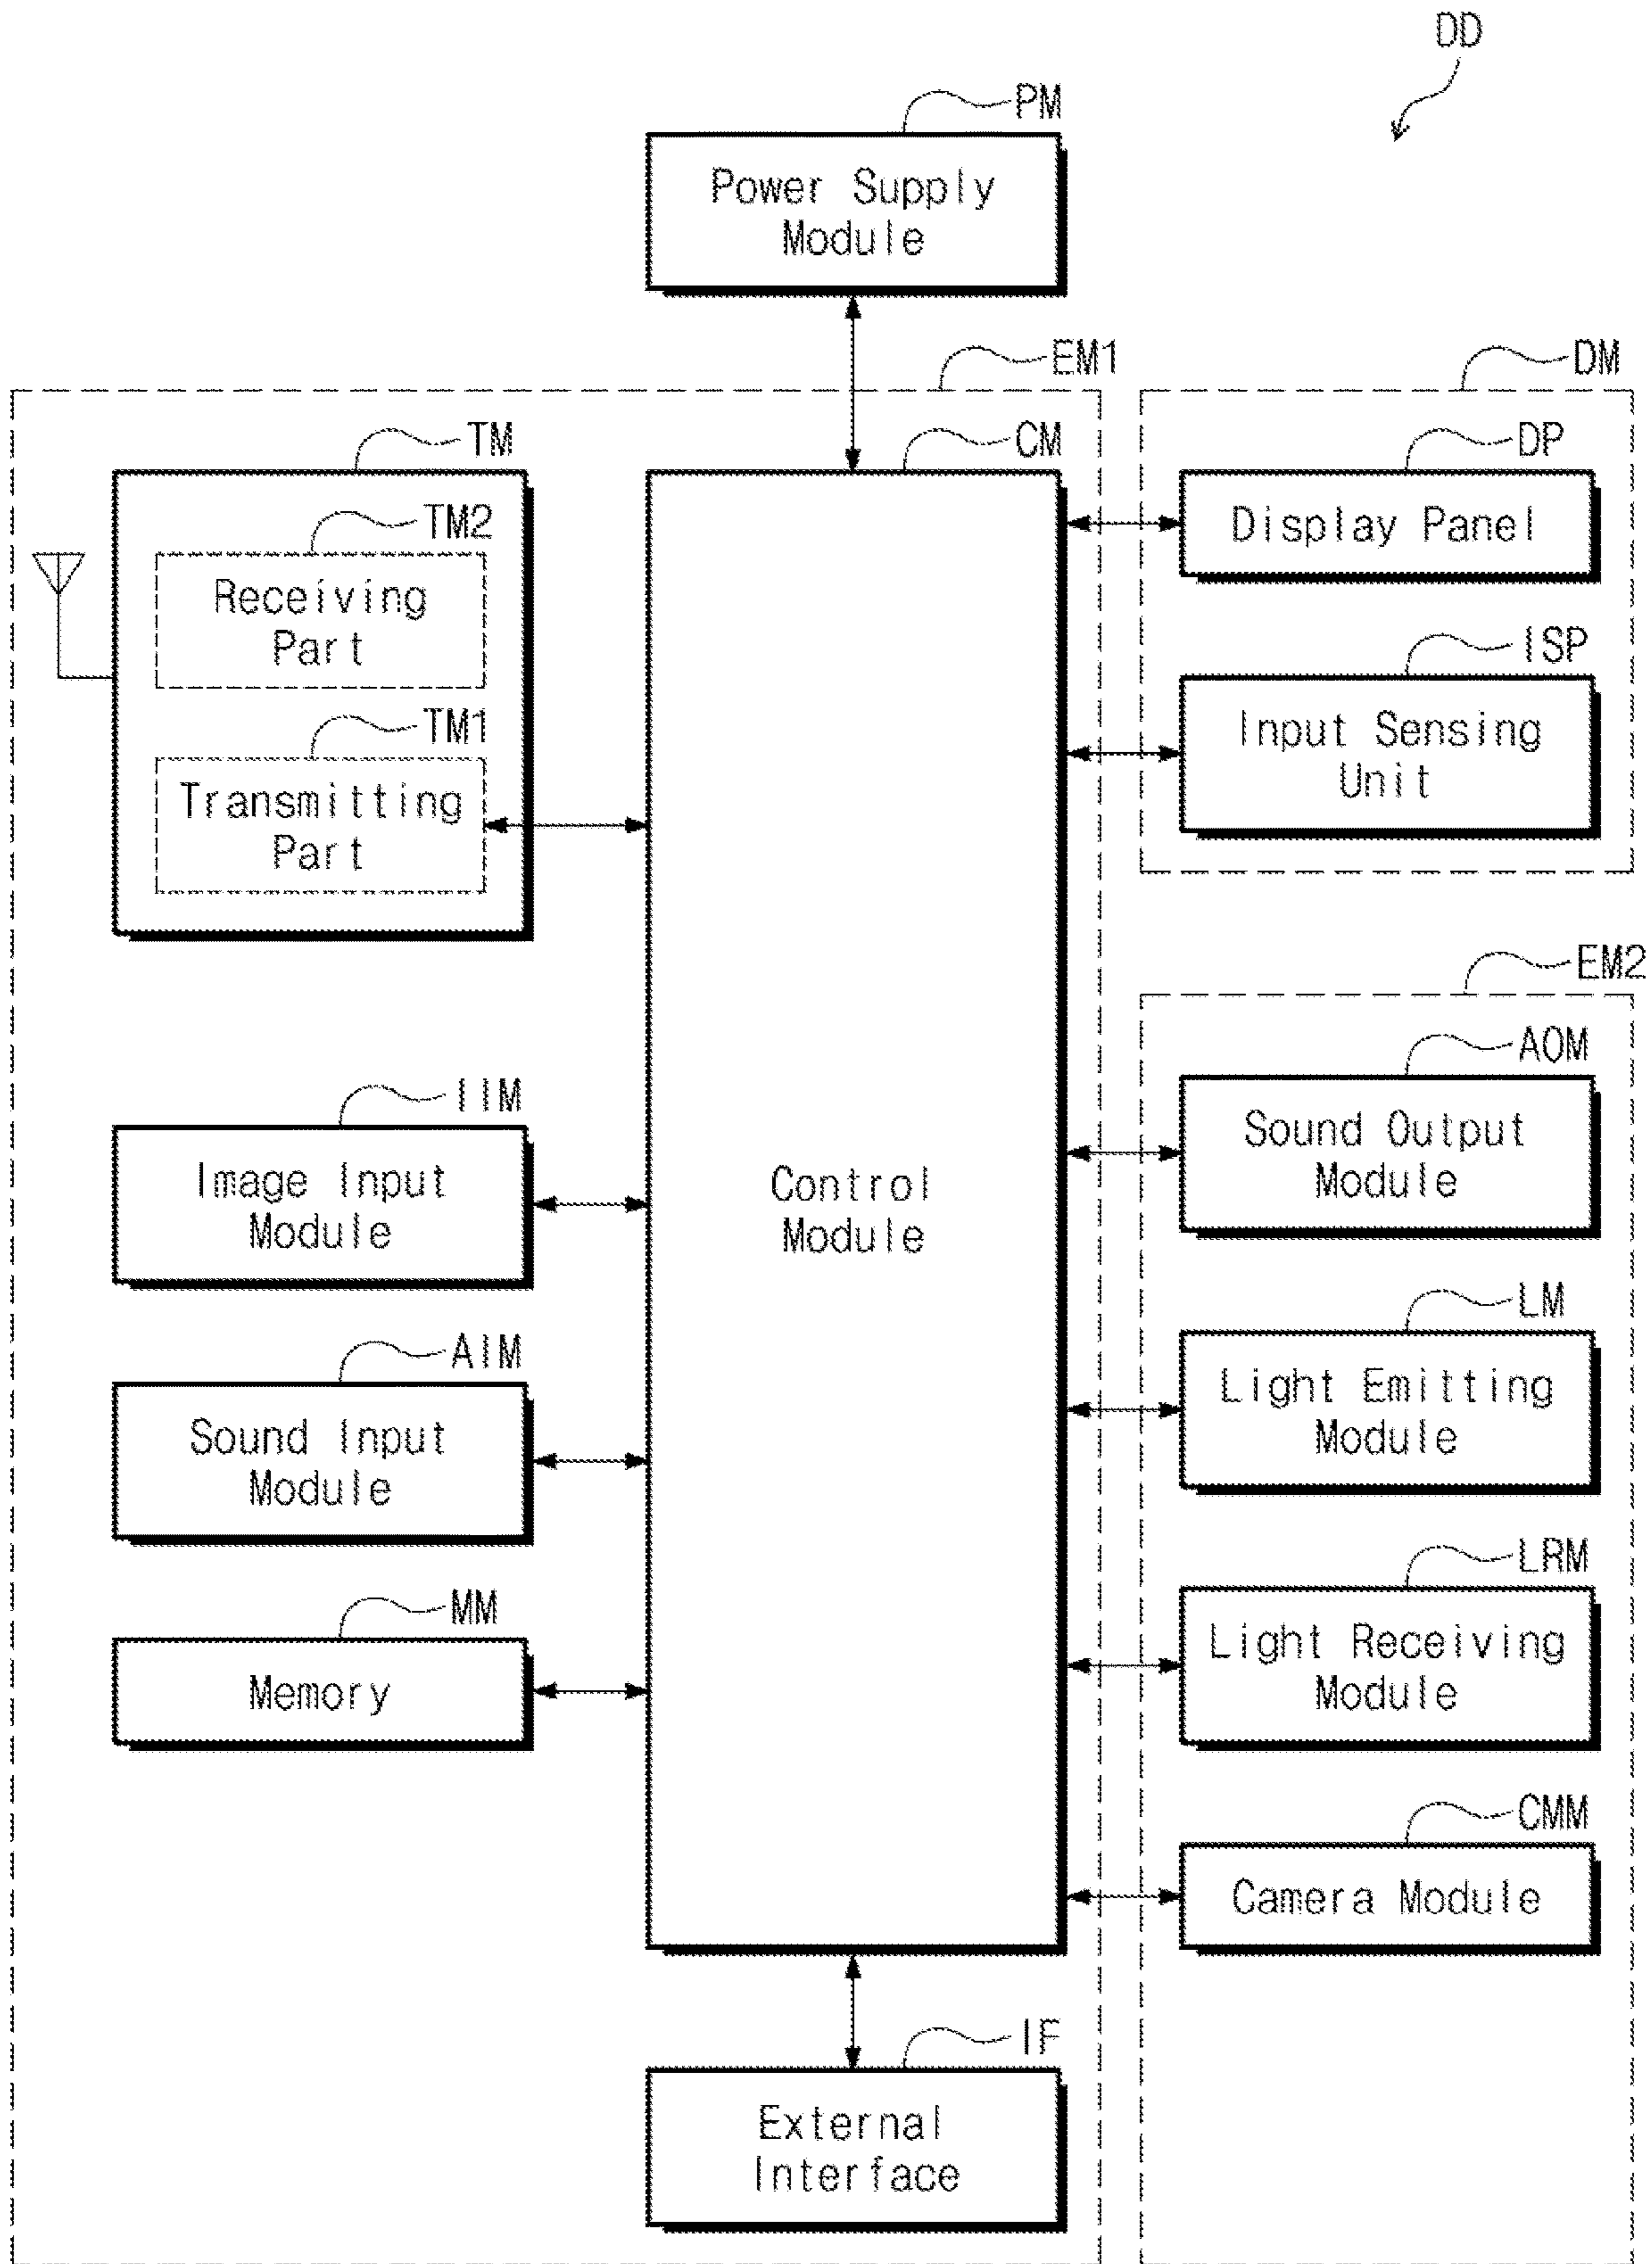 DD
PM
Power Supply
Module
EM1
DM
TM
CM
DP
TM2
Display Panel
Receiving
Part
ISP
TM1
Input Sensing
Unit
Transmitting
Part
EM2
AOM
IIM
Sound Output
Module
Image Input
Module
Control
Module
LM
AIM
Light Emitting
Module
Sound Input
Module
LRM
MM
Light Receiving
Module
Memory
CMM
Camera Module
IF
External
Interface